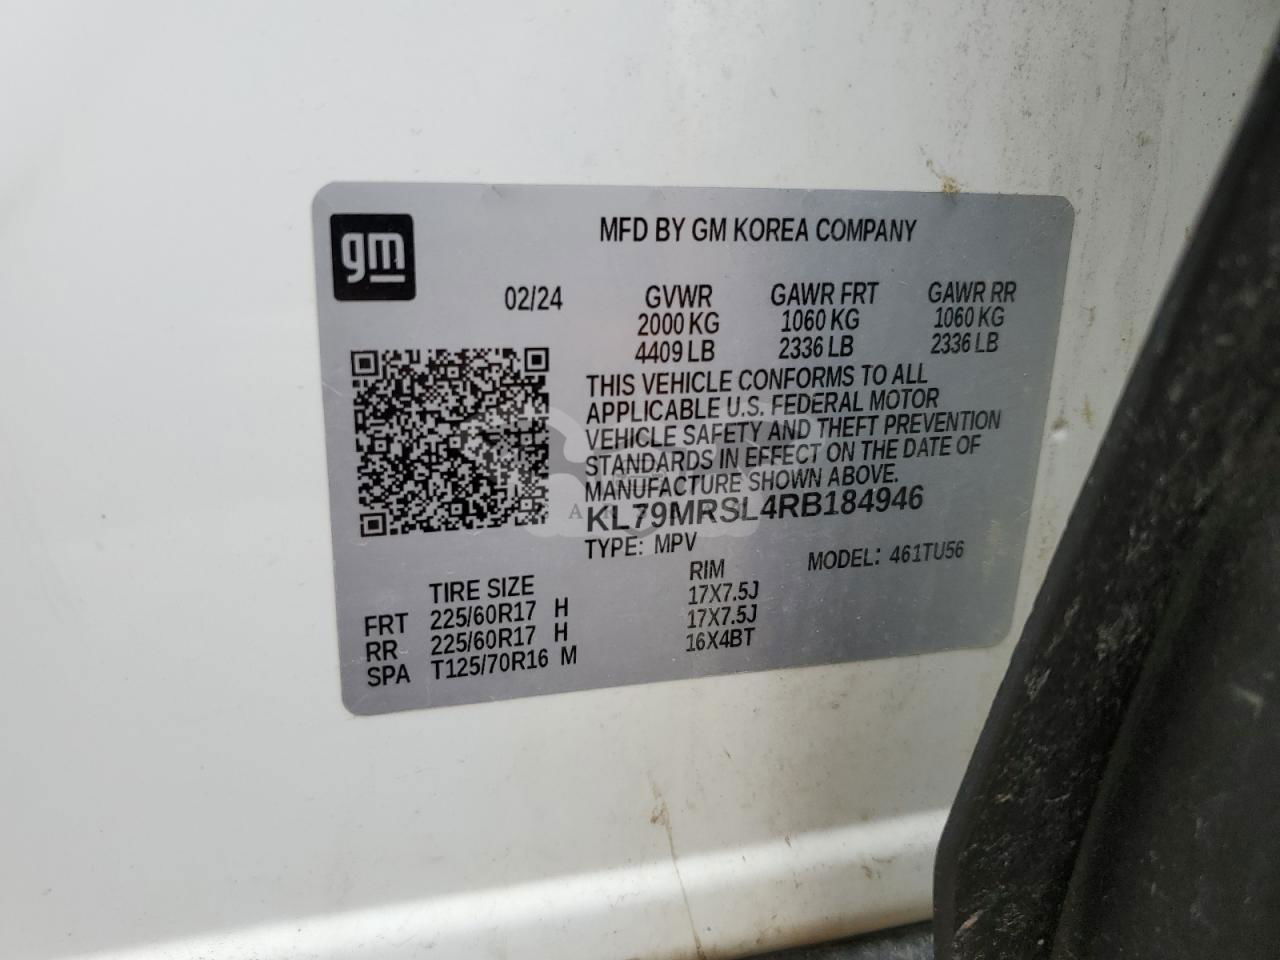 gm
MFD BY GM KOREA COMPANY
02/24 GVWR GAWR FRT GAWR RR
2000 KG 1060 KG 1060 KG
4409 LB 2336 LB 2336 LB
THIS VEHICLE CONFORMS TO ALL
APPLICABLE U.S. FEDERAL MOTOR
VEHICLE SAFETY AND THEFT PREVENTION
STANDARDS IN EFFECT ON THE DATE OF
MANUFACTURE SHOWN ABOVE.
KL79MRSL4RB184946
TYPE: MPV MODEL: 461TU56
TIRE SIZE RIM
FRT 225/60R17 H 17X7.5J
RR 225/60R17 H 17X7.5J
SPA T125/70R16 M 16X4BT